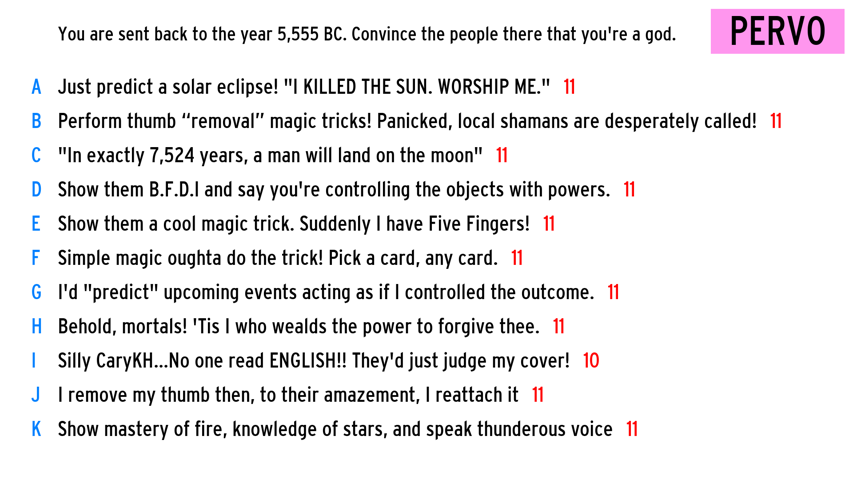 You are sent back to the year 5,555 BC. Convince the people there that you're a god.
PERVO
A Just predict a solar eclipse! "I KILLED THE SUN. WORSHIP ME." 11
B Perform thumb “removal” magic tricks! Panicked, local shamans are desperately called! 11
C "In exactly 7,524 years, a man will land on the moon" 11
D Show them B.F.D.I and say you're controlling the objects with powers. 11
E Show them a cool magic trick. Suddenly I have Five Fingers! 11
F Simple magic oughta do the trick! Pick a card, any card. 11
G I'd "predict" upcoming events acting as if I controlled the outcome. 11
H Behold, mortals! 'Tis I who wealds the power to forgive thee. 11
I Silly CaryKH...No one read ENGLISH!! They'd just judge my cover! 10
J I remove my thumb then, to their amazement, I reattach it 11
K Show mastery of fire, knowledge of stars, and speak thunderous voice 11